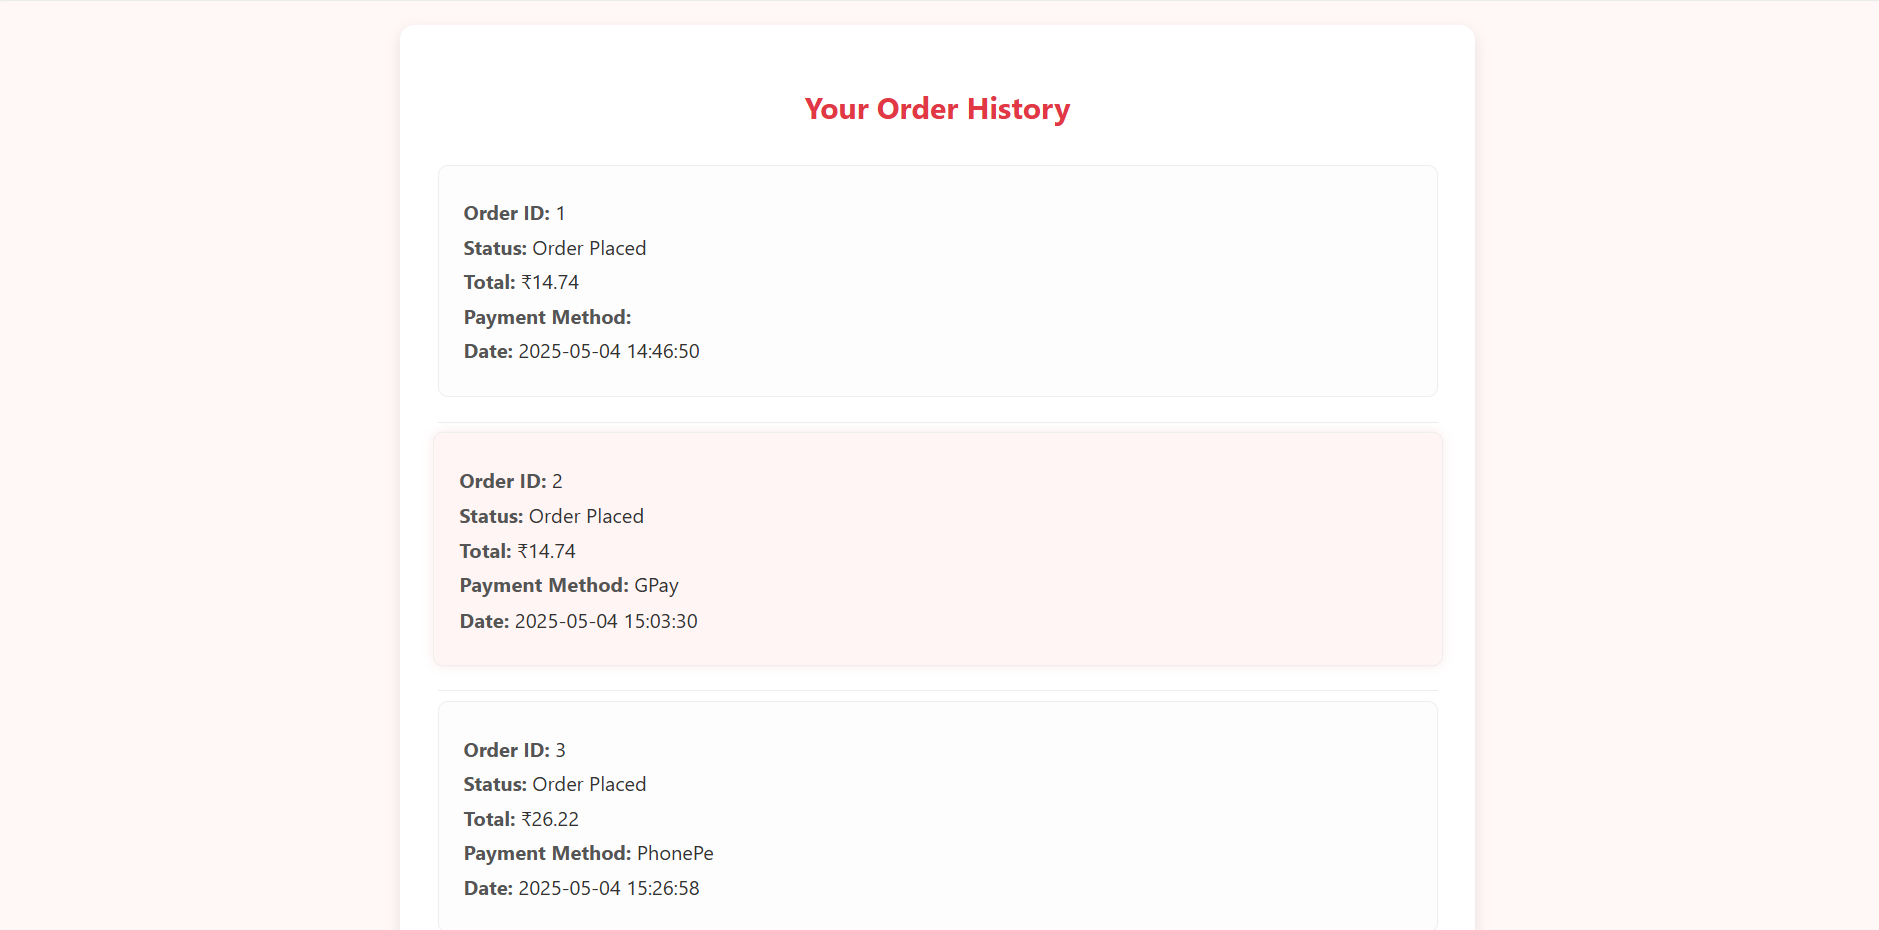 Your Order History
Order ID: 1
Status: Order Placed
Total: ₹14.74
Payment Method:
Date: 2025-05-04 14:46:50
Order ID: 2
Status: Order Placed
Total: ₹14.74
Payment Method: GPay
Date: 2025-05-04 15:03:30
Order ID: 3
Status: Order Placed
Total: ₹26.22
Payment Method: PhonePe
Date: 2025-05-04 15:26:58